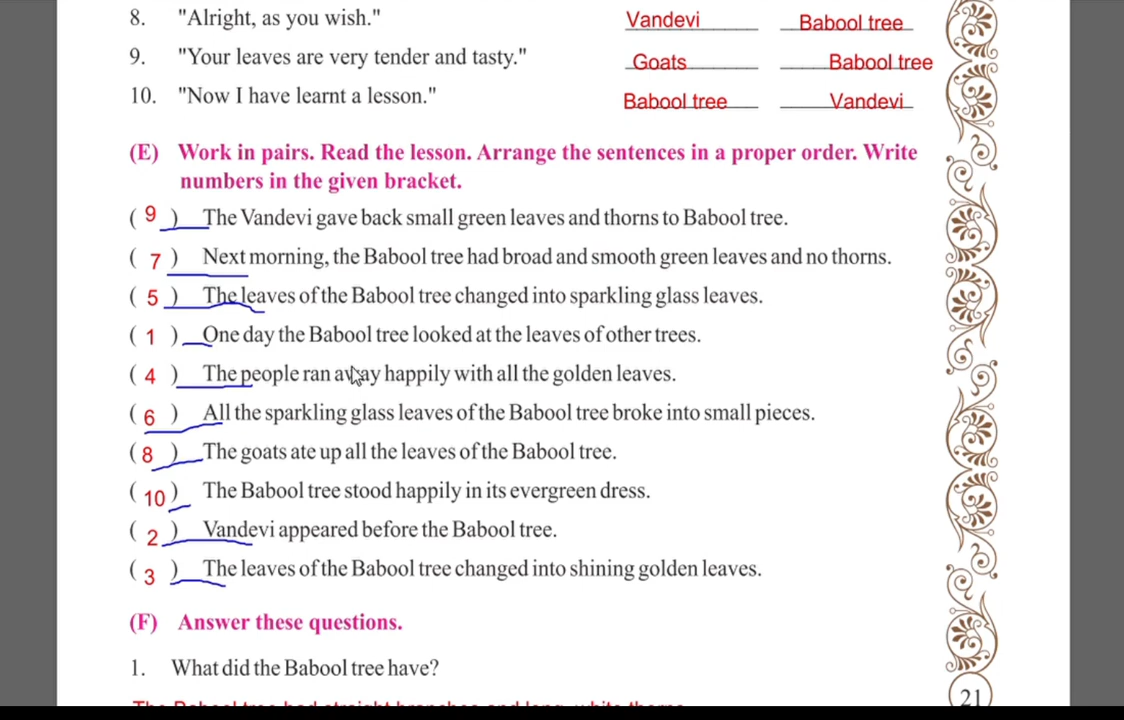 8. "Alright, as you wish." Vandevi Babool tree
9. "Your leaves are very tender and tasty." Goats Babool tree
10. "Now I have learnt a lesson." Babool tree Vandevi
(E) Work in pairs. Read the lesson. Arrange the sentences in a proper order. Write
numbers in the given bracket.
( 9 ) The Vandevi gave back small green leaves and thorns to Babool tree.
( 7 ) Next morning, the Babool tree had broad and smooth green leaves and no thorns.
( 5 ) The leaves of the Babool tree changed into sparkling glass leaves.
( 1 ) One day the Babool tree looked at the leaves of other trees.
( 4 ) The people ran away happily with all the golden leaves.
( 6 ) All the sparkling glass leaves of the Babool tree broke into small pieces.
( 8 ) The goats ate up all the leaves of the Babool tree.
( 10 ) The Babool tree stood happily in its evergreen dress.
( 2 ) Vandevi appeared before the Babool tree.
( 3 ) The leaves of the Babool tree changed into shining golden leaves.
(F) Answer these questions.
1. What did the Babool tree have?
21